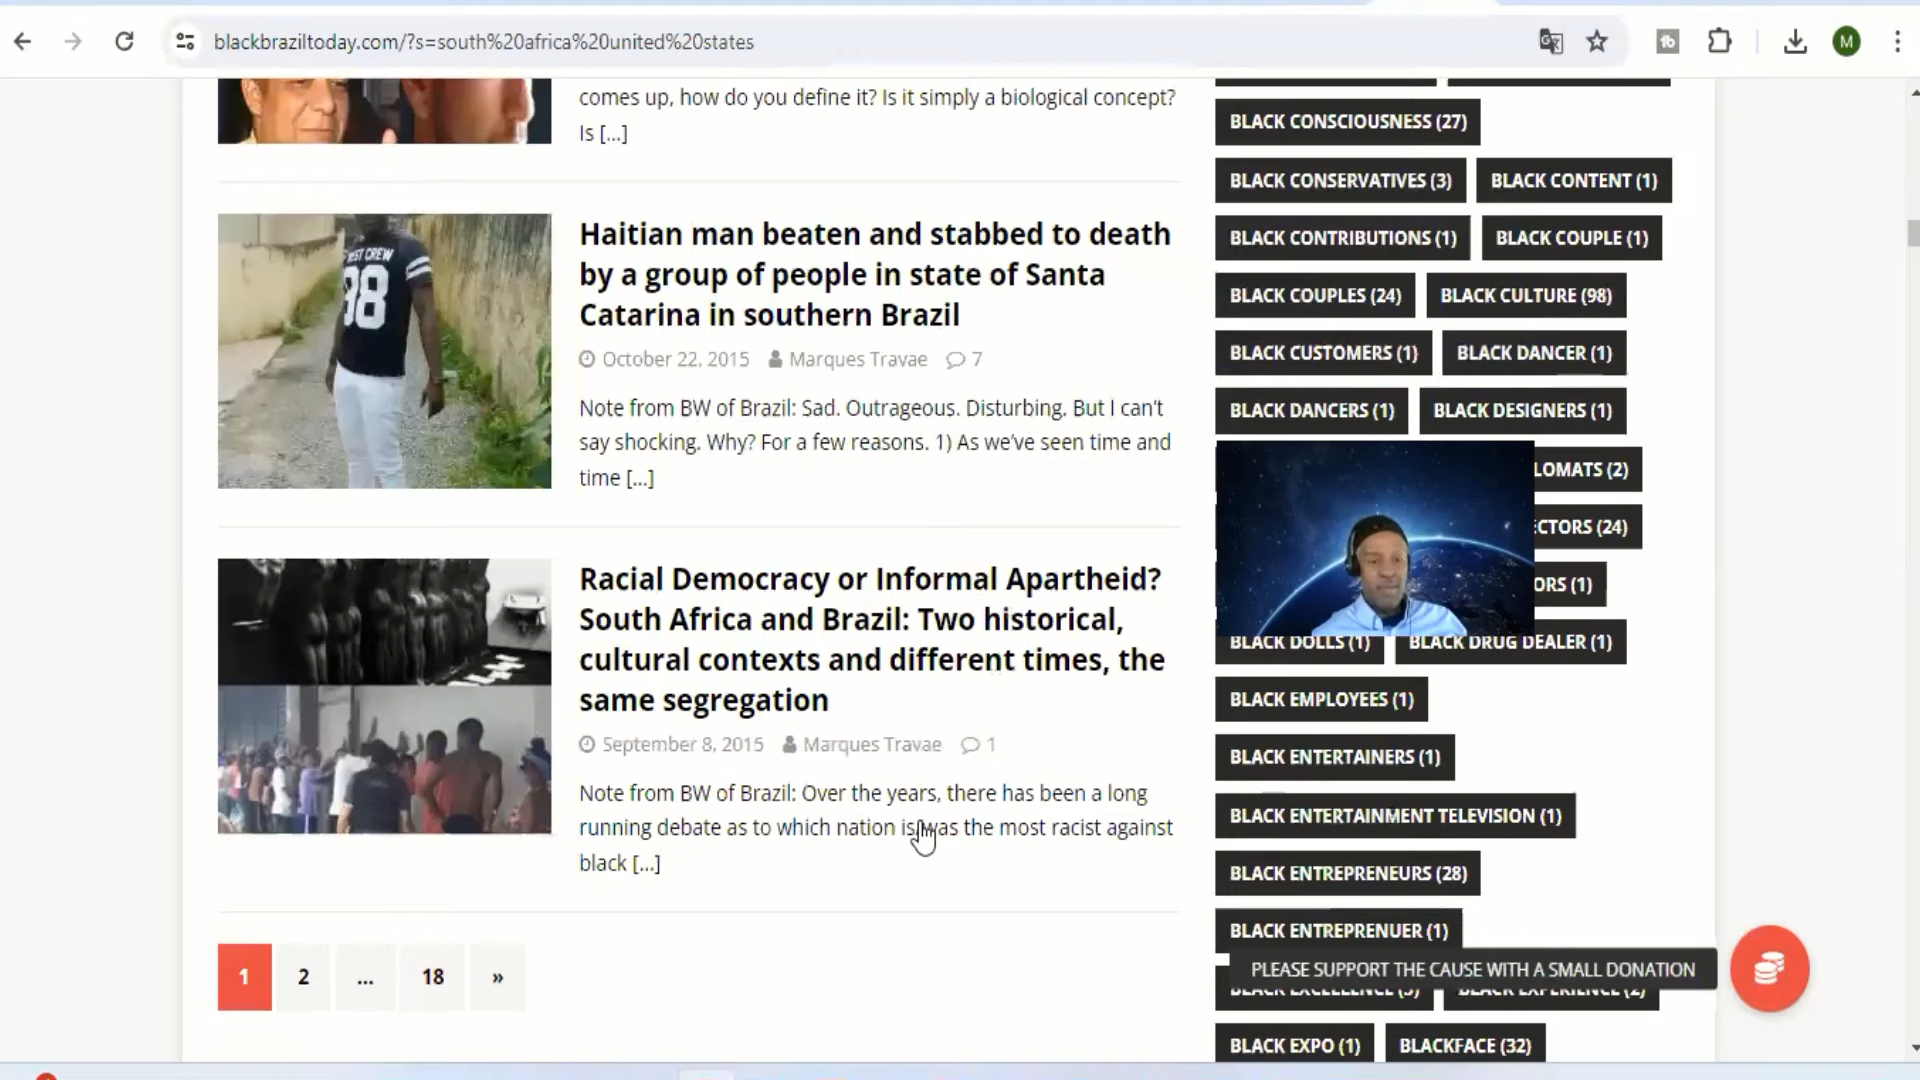 blackbraziltoday.com/?s=south%20africa%20united%20states
M
comes up, how do you define it? Is it simply a biological concept?
Is [...]
Haitian man beaten and stabbed to death
by a group of people in state of Santa
Catarina in southern Brazil
October 22, 2015 Marques Travae 7
Note from BW of Brazil: Sad. Outrageous. Disturbing. But I can't
say shocking. Why? For a few reasons. 1) As we've seen time and
time [...]
98
Racial Democracy or Informal Apartheid?
South Africa and Brazil: Two historical,
cultural contexts and different times, the
same segregation
September 8, 2015 Marques Travae 1
Note from BW of Brazil: Over the years, there has been a long
running debate as to which nation is/was the most racist against
black [...]
1 2 ... 18 »
BLACK CONSCIOUSNESS (27)
BLACK CONSERVATIVES (3) BLACK CONTENT (1)
BLACK CONTRIBUTIONS (1) BLACK COUPLE (1)
BLACK COUPLES (24) BLACK CULTURE (98)
BLACK CUSTOMERS (1) BLACK DANCER (1)
BLACK DANCERS (1) BLACK DESIGNERS (1)
LOMATS (2)
ECTORS (24)
ORS (1)
BLACK DOLLS (1) BLACK DRUG DEALER (1)
BLACK EMPLOYEES (1)
BLACK ENTERTAINERS (1)
BLACK ENTERTAINMENT TELEVISION (1)
BLACK ENTREPRENEURS (28)
BLACK ENTREPRENUER (1)
PLEASE SUPPORT THE CAUSE WITH A SMALL DONATION
BLACK EXPO (1) BLACKFACE (32)